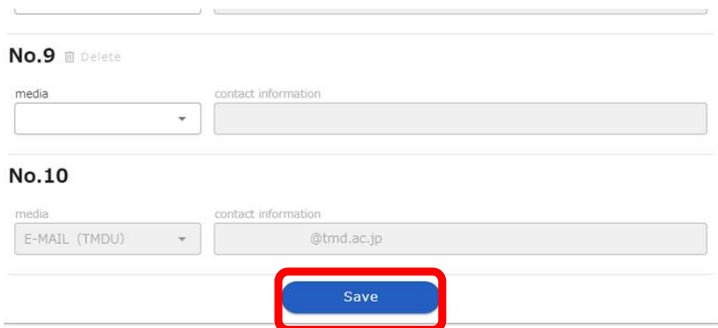 No.9 Delete
media contact information
No.10
media contact information
E-MAIL (TMDU) @tmd.ac.jp
Save